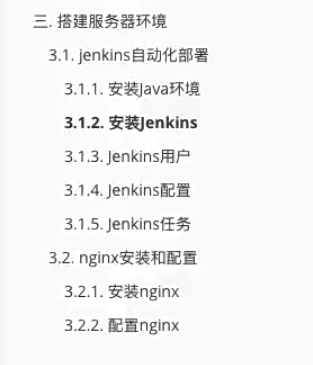 三. 搭建服务器环境
3.1. jenkins自动化部署
3.1.1. 安装Java环境
3.1.2. 安装Jenkins
3.1.3. Jenkins用户
3.1.4. Jenkins配置
3.1.5. Jenkins任务
3.2. nginx安装和配置
3.2.1. 安装nginx
3.2.2. 配置nginx